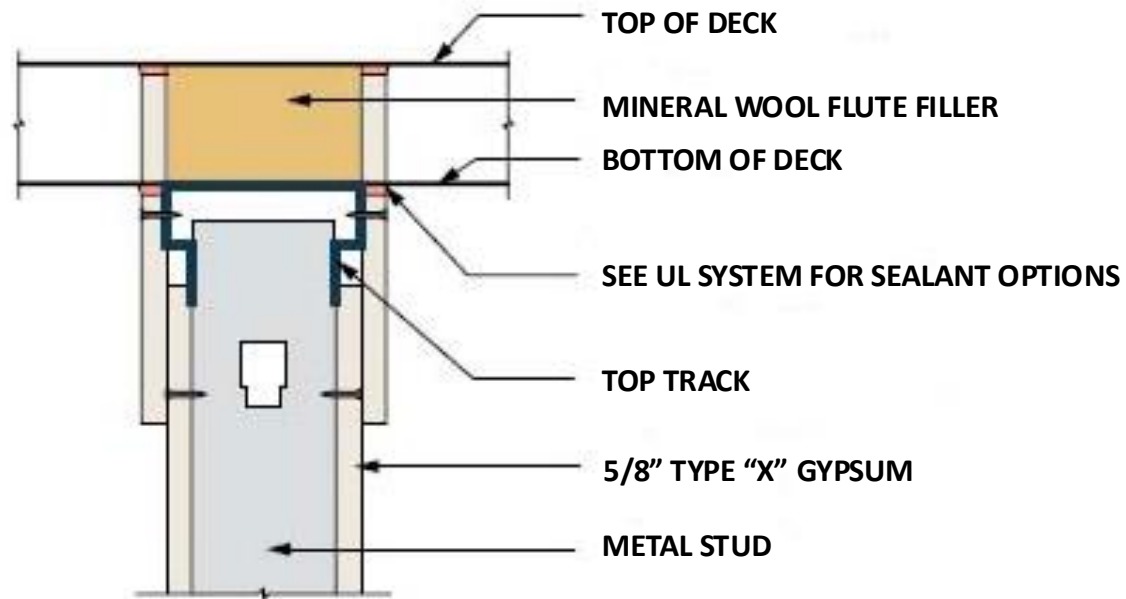 TOP OF DECK
MINERAL WOOL FLUTE FILLER
BOTTOM OF DECK
SEE UL SYSTEM FOR SEALANT OPTIONS
TOP TRACK
5/8” TYPE “X” GYPSUM
METAL STUD